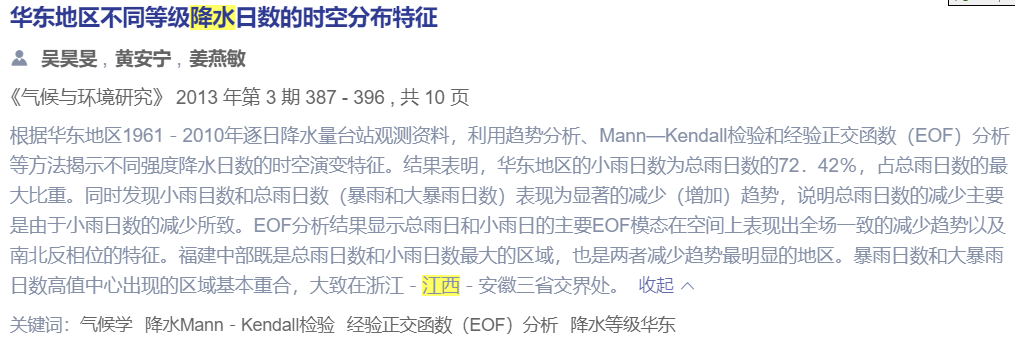 华东地区不同等级降水日数的时空分布特征
吴昊旻 , 黄安宁 , 姜燕敏
《气候与环境研究》 2013 年第 3 期 387 - 396 , 共 10 页
根据华东地区1961－2010年逐日降水量台站观测资料，利用趋势分析、Mann—Kendall检验和经验正交函数（EOF）分析
等方法揭示不同强度降水日数的时空演变特征。结果表明，华东地区的小雨日数为总雨日数的72．42%，占总雨日数的最
大比重。同时发现小雨目数和总雨日数（暴雨和大暴雨日数）表现为显著的减少（增加）趋势，说明总雨日数的减少主要
是由于小雨日数的减少所致。EOF分析结果显示总雨日和小雨日的主要EOF模态在空间上表现出全场一致的减少趋势以及
南北反相位的特征。福建中部既是总雨日数和小雨日数最大的区域，也是两者减少趋势最明显的地区。暴雨日数和大暴雨
日数高值中心出现的区域基本重合，大致在浙江－江西－安徽三省交界处。 收起
关键词： 气候学 降水Mann－Kendall检验 经验正交函数（EOF）分析 降水等级华东